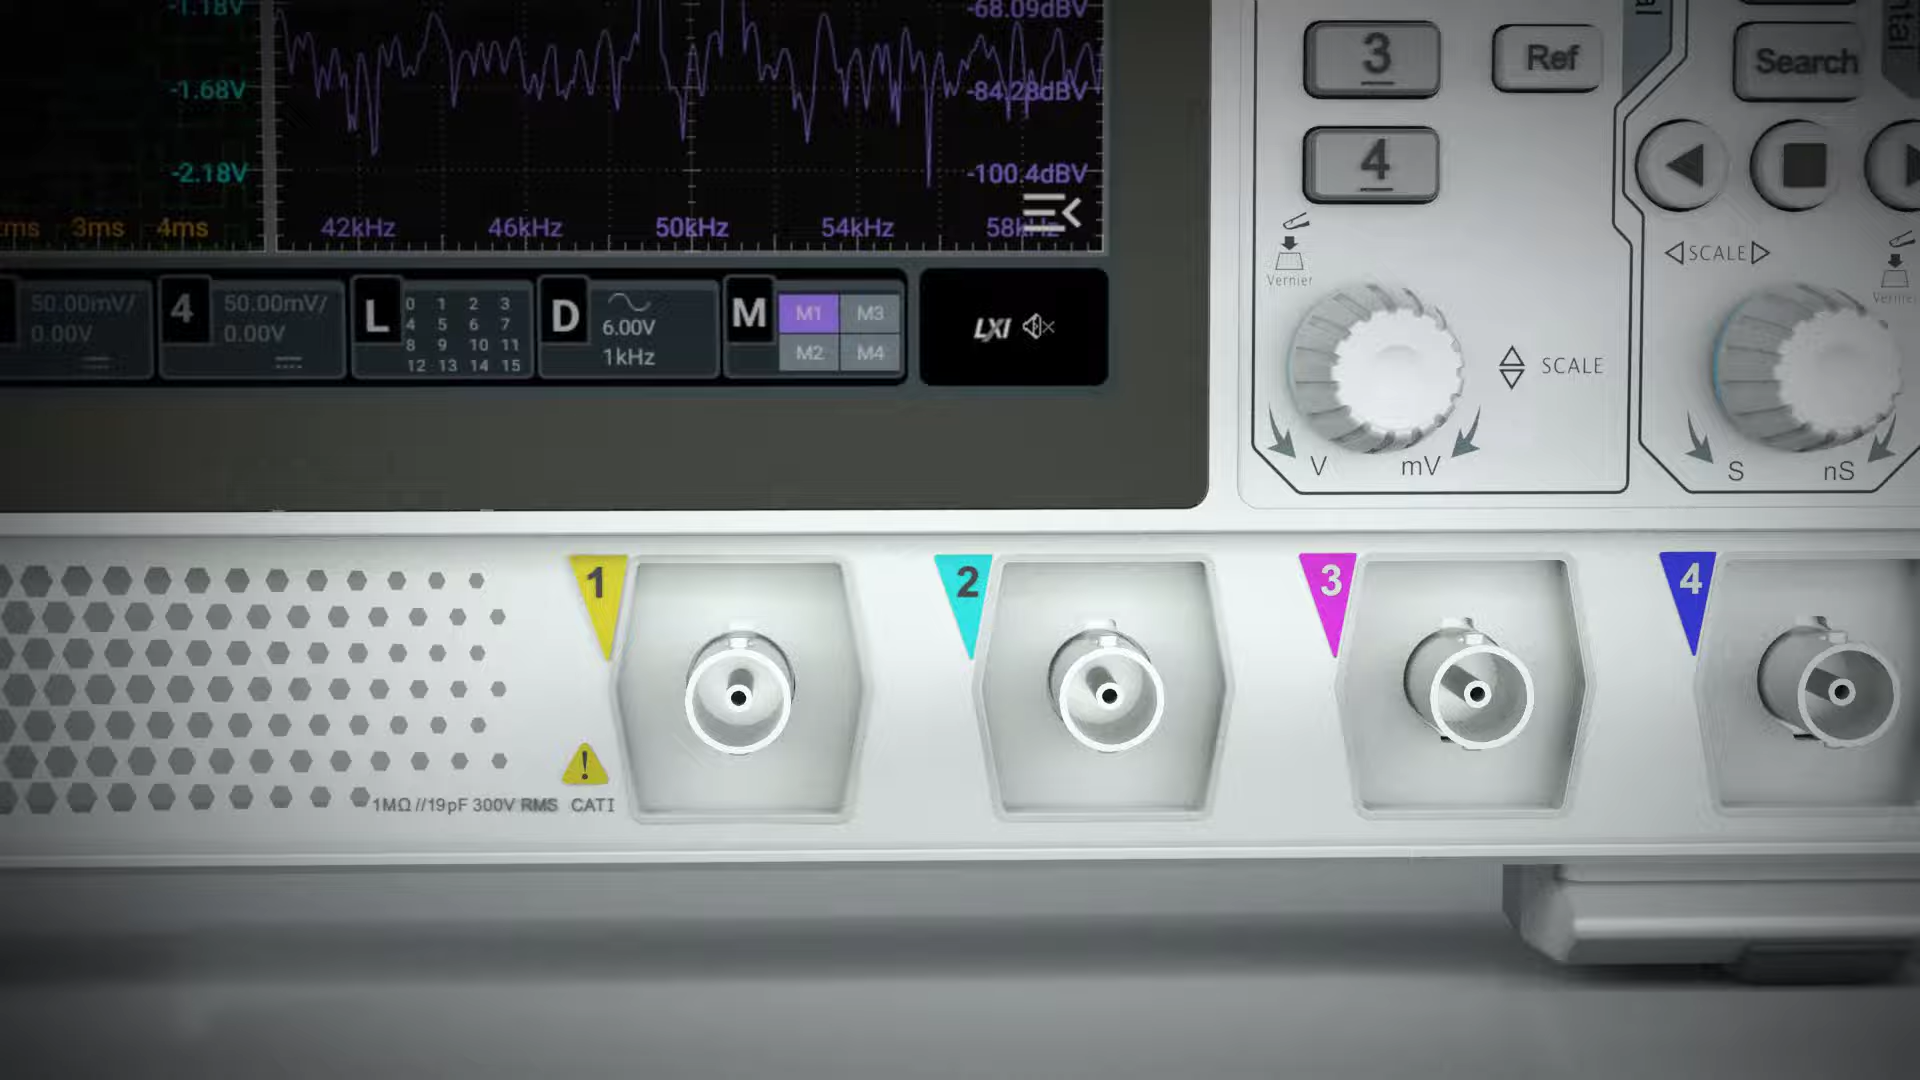 -1.18V
-1.68V
-2.18V
3ms 4ms
-68.09dBV
-84.28dBV
-100.4dBV
42kHz 46kHz 50kHz 54kHz
50.00mV/
0.00V
4
50.00mV/
0.00V
L
0 1 2 3
4 5 6 7
8 9 10 11
12 13 14 15
D
6.00V
1kHz
M
M1 M3
M2 M4
LXI
3
Ref
Search
4
Vernier
SCALE
V mV
SCALE
Vernier
S nS
1
2
3
4
1MΩ//19pF 300V RMS CAT I